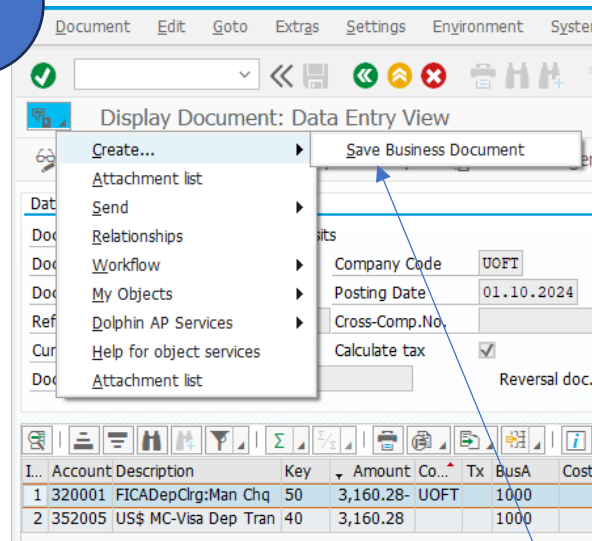 Document Edit Goto Extras Settings Environment
Display Document: Data Entry View
Create... Save Business Document
Attachment list
Send
Relationships
Workflow Company Code UOFT
My Objects Posting Date 01.10.2024
Dolphin AP Services Cross-Comp.No.
Help for object services Calculate tax
Attachment list Reversal doc.
I... Account Description Key Amount Co... Tx BusA Cost
1 320001 FICADepClrg:Man Chq 50 3,160.28- UOFT 1000
2 352005 US$ MC-Visa Dep Tran 40 3,160.28 1000